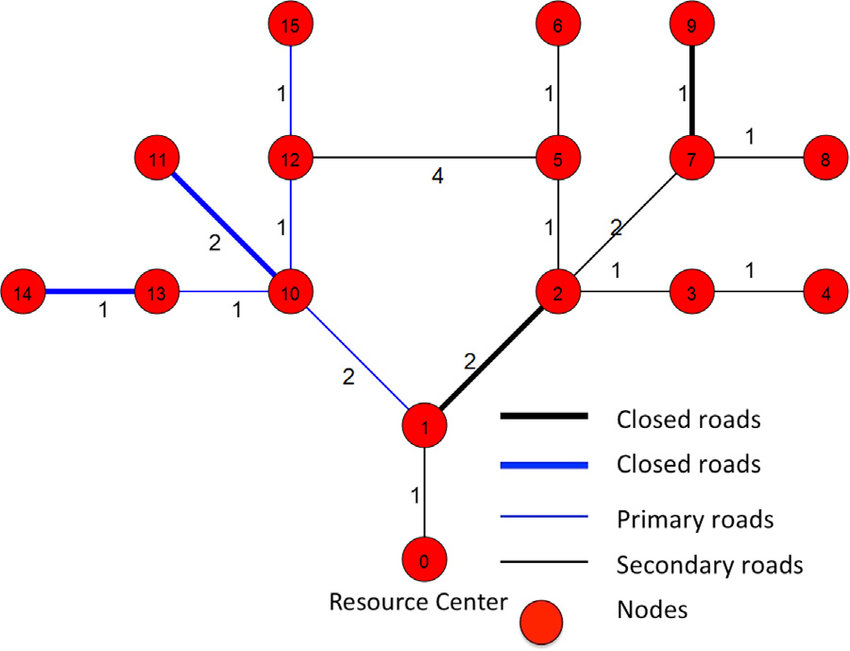 15 6 9
1 1 1 1
11 12 5 7 8
4
2 1 1 2
1 1
14 13 10 2 3 4
1 1
2 2
1
Closed roads
Closed roads
1
Primary roads
0
Secondary roads
Resource Center
Nodes